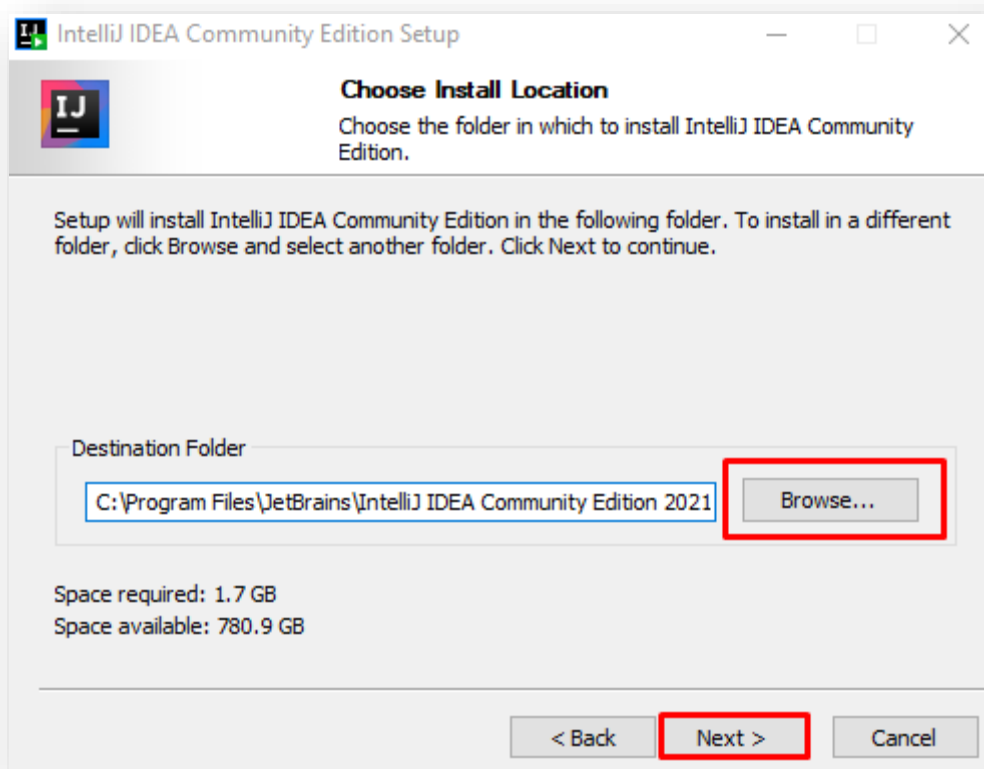 IntelliJ IDEA Community Edition Setup
IJ
Choose Install Location
Choose the folder in which to install IntelliJ IDEA Community
Edition.
Setup will install IntelliJ IDEA Community Edition in the following folder. To install in a different
folder, click Browse and select another folder. Click Next to continue.
Destination Folder
C:\Program Files\JetBrains\IntelliJ IDEA Community Edition 2021
Browse...
Space required: 1.7 GB
Space available: 780.9 GB
< Back
Next >
Cancel